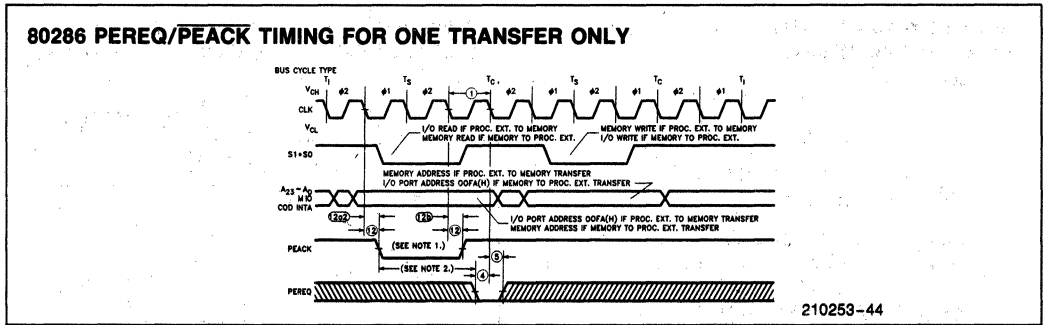 80286 PEREQ/PEACK TIMING FOR ONE TRANSFER ONLY
BUS CYCLE TYPE
TI TS TC TS TC TI
VCH φ2 φ1 φ2 φ1 φ2 φ1 φ2 φ1 φ2 φ1
CLK
VCL
1
I/O READ IF PROC. EXT. TO MEMORY
MEMORY READ IF MEMORY TO PROC. EXT.
MEMORY WRITE IF PROC. EXT. TO MEMORY
I/O WRITE IF MEMORY TO PROC. EXT.
S1•S0
MEMORY ADDRESS IF PROC. EXT. TO MEMORY TRANSFER
I/O PORT ADDRESS 00FA(H) IF MEMORY TO PROC. EXT. TRANSFER
A23–A0
M IO
COD INTA
I/O PORT ADDRESS 00FA(H) IF PROC. EXT. TO MEMORY TRANSFER
MEMORY ADDRESS IF MEMORY TO PROC. EXT. TRANSFER
12a2 12b
12 12
PEACK
(SEE NOTE 1.)
(SEE NOTE 2.)
5
4
PEREQ
210253–44